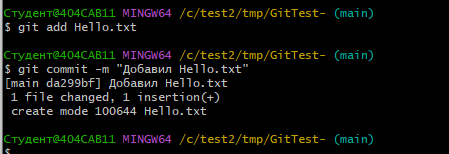 Студент@404CAB11 MINGW64 /c/test2/tmp/GitTest- (main)
$ git add Hello.txt
Студент@404CAB11 MINGW64 /c/test2/tmp/GitTest- (main)
$ git commit -m "Добавил Hello.txt"
[main da299bf] Добавил Hello.txt
 1 file changed, 1 insertion(+)
 create mode 100644 Hello.txt
Студент@404CAB11 MINGW64 /c/test2/tmp/GitTest- (main)
$